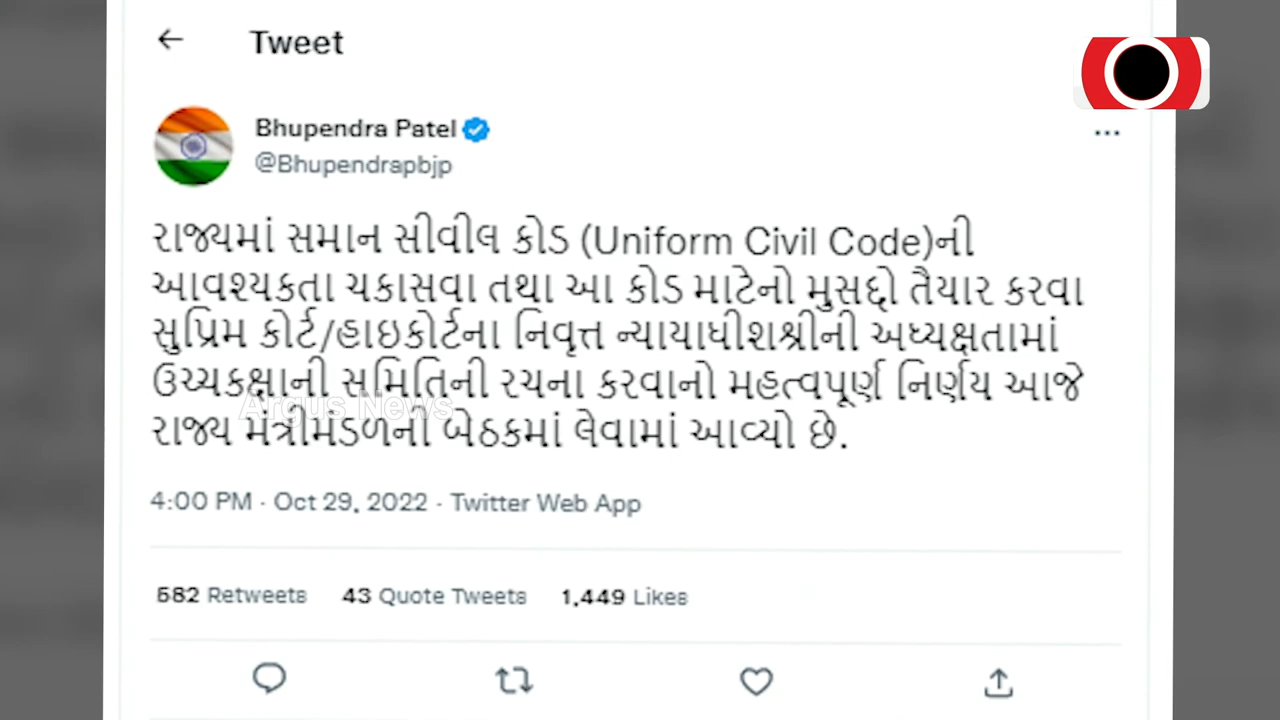 Tweet
Bhupendra Patel
@Bhupendrapbjp
રાજ્યમાં સમાન સીવીલ કોડ (Uniform Civil Code)ની
આવશ્યકતા ચકાસવા તથા આ કોડ માટેનો મુસદ્દો તૈયાર કરવા
સુપ્રિમ કોર્ટ/હાઇકોર્ટના નિવૃત્ત ન્યાયાધીશશ્રીની અધ્યક્ષતામાં
ઉચ્ચકક્ષાની સમિતિની રચના કરવાનો મહત્વપૂર્ણ નિર્ણય આજે
Argus News
રાજ્ય મંત્રીમંડળની બેઠકમાં લેવામાં આવ્યો છે.
4:00 PM · Oct 29, 2022 · Twitter Web App
582 Retweets 43 Quote Tweets 1,449 Likes